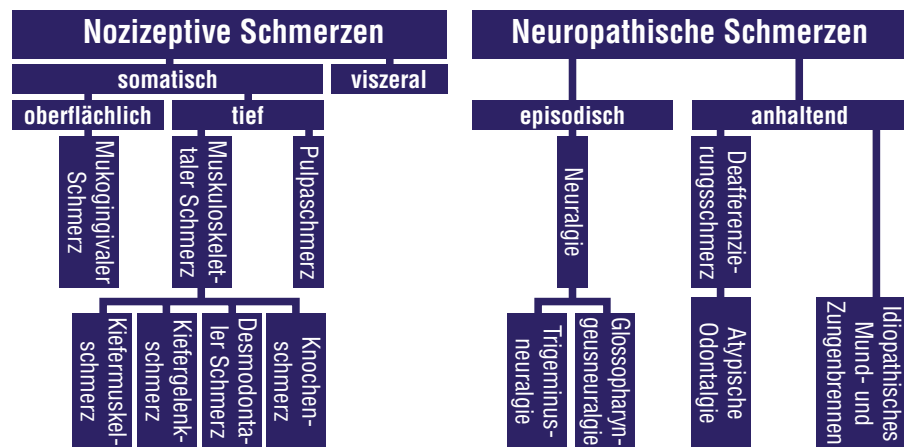 Nozizeptive Schmerzen
somatisch
viszeral
oberflächlich
tief
Mukogingivaler
Schmerz
Muskuloskelet-
taler Schmerz
Pulpaschmerz
Kiefermuskel-
schmerz
Kiefergelenk-
schmerz
Desmodonta-
ler Schmerz
Knochen-
schmerz
Neuropathische Schmerzen
episodisch
anhaltend
Neuralgie
Deafferenzie-
rungsschmerz
Trigeminus-
neuralgie
Glossopharyn-
geusneuralgie
Atypische
Odontalgie
Idiopathisches
Mund- und
Zungenbrennen